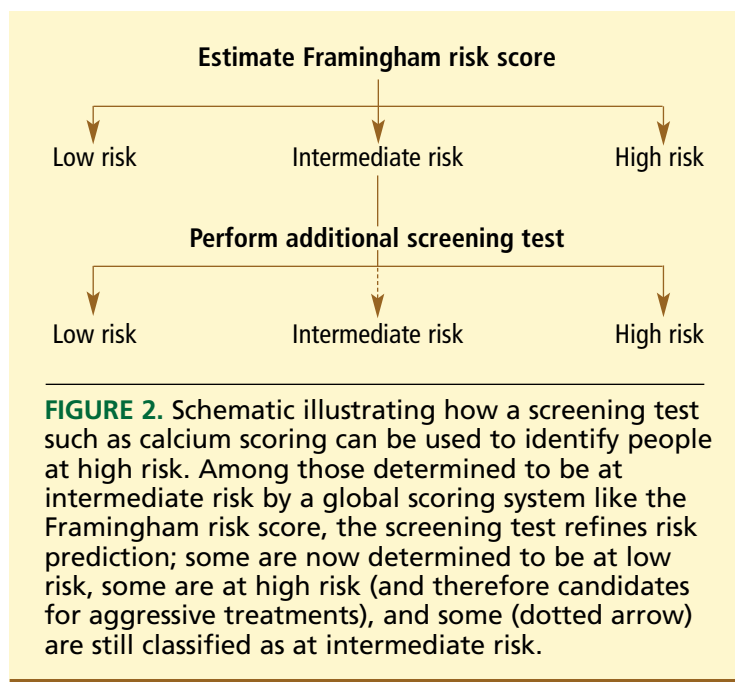 Estimate Framingham risk score
Low risk Intermediate risk High risk
Perform additional screening test
Low risk Intermediate risk High risk
FIGURE 2. Schematic illustrating how a screening test
such as calcium scoring can be used to identify people
at high risk. Among those determined to be at
intermediate risk by a global scoring system like the
Framingham risk score, the screening test refines risk
prediction; some are now determined to be at low
risk, some are at high risk (and therefore candidates
for aggressive treatments), and some (dotted arrow)
are still classified as at intermediate risk.